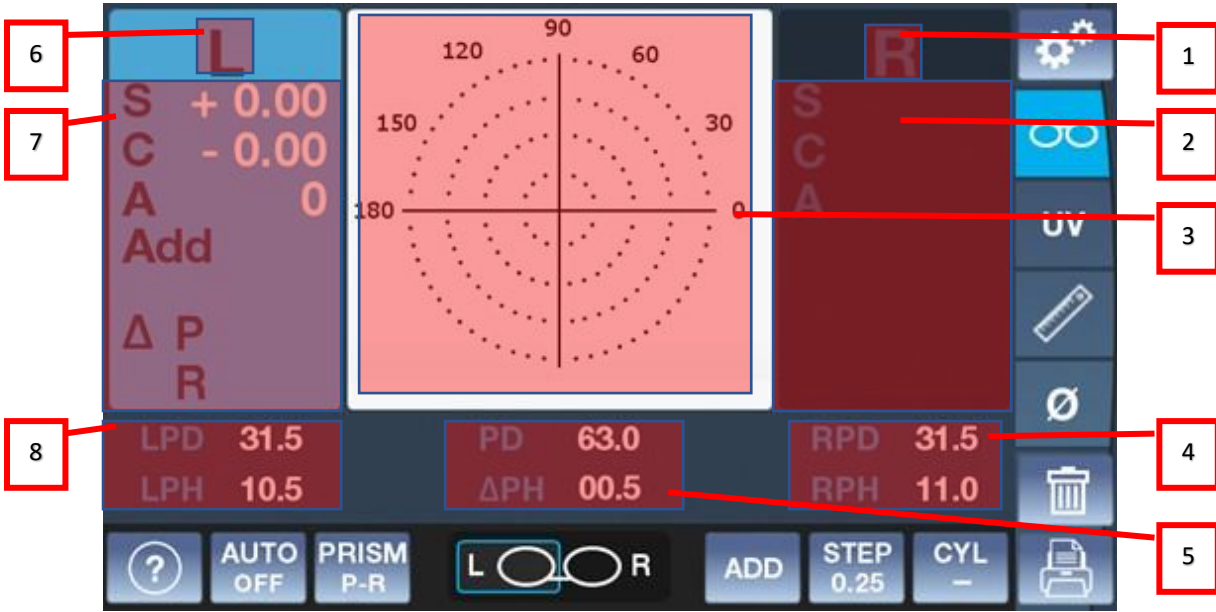 6
L
90
R
1
120
60
S + 0.00
S
7
C - 0.00
150
30
C
2
A 0
180
0
A
UV
3
Add
Δ P
R
Ø
8
LPD 31.5
PD 63.0
RPD 31.5
4
LPH 10.5
ΔPH 00.5
RPH 11.0
5
?
AUTO
OFF
PRISM
P-R
L
R
ADD
STEP
0.25
CYL
–